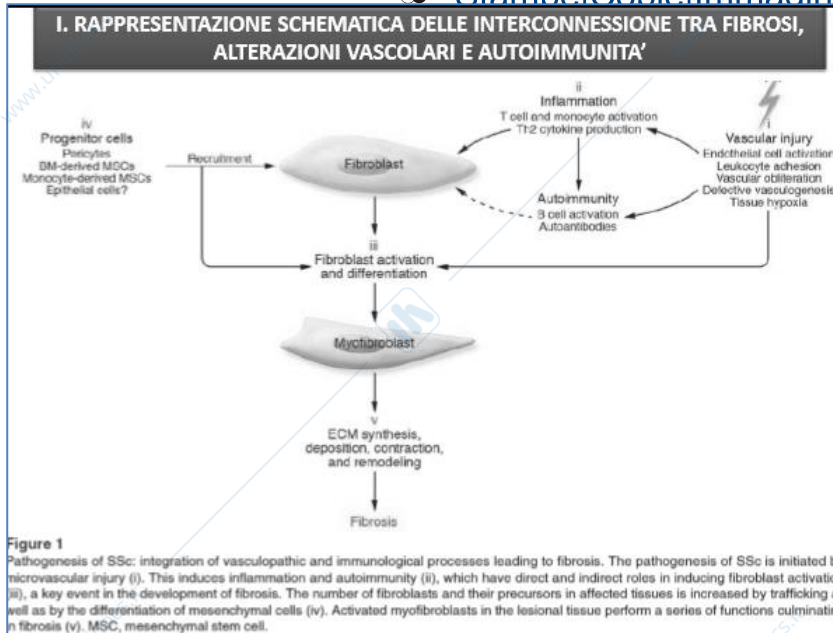 I. RAPPRESENTAZIONE SCHEMATICA DELLE INTERCONNESSIONE TRA FIBROSI,
ALTERAZIONI VASCOLARI E AUTOIMMUNITA’
iv
Progenitor cells
Pericytes
BM-derived MSCs
Monocyte-derived MSCs
Epithelial cells?
Recruitment
Fibroblast
ii
Inflammation
T cell and monocyte activation
Th2 cytokine production
Autoimmunity
B cell activation
Autoantibodies
i
Vascular injury
Endothelial cell activation
Leukocyte adhesion
Vascular obliteration
Defective vasculogenesis
Tissue hypoxia
iii
Fibroblast activation
and differentiation
Myofibroblast
v
ECM synthesis,
deposition, contraction,
and remodeling
Fibrosis
Figure 1
Pathogenesis of SSc: integration of vasculopathic and immunological processes leading to fibrosis. The pathogenesis of SSc is initiated b
microvascular injury (i). This induces inflammation and autoimmunity (ii), which have direct and indirect roles in inducing fibroblast activatio
(iii), a key event in the development of fibrosis. The number of fibroblasts and their precursors in affected tissues is increased by trafficking a
well as by the differentiation of mesenchymal cells (iv). Activated myofibroblasts in the lesional tissue perform a series of functions culminatin
n fibrosis (v). MSC, mesenchymal stem cell.